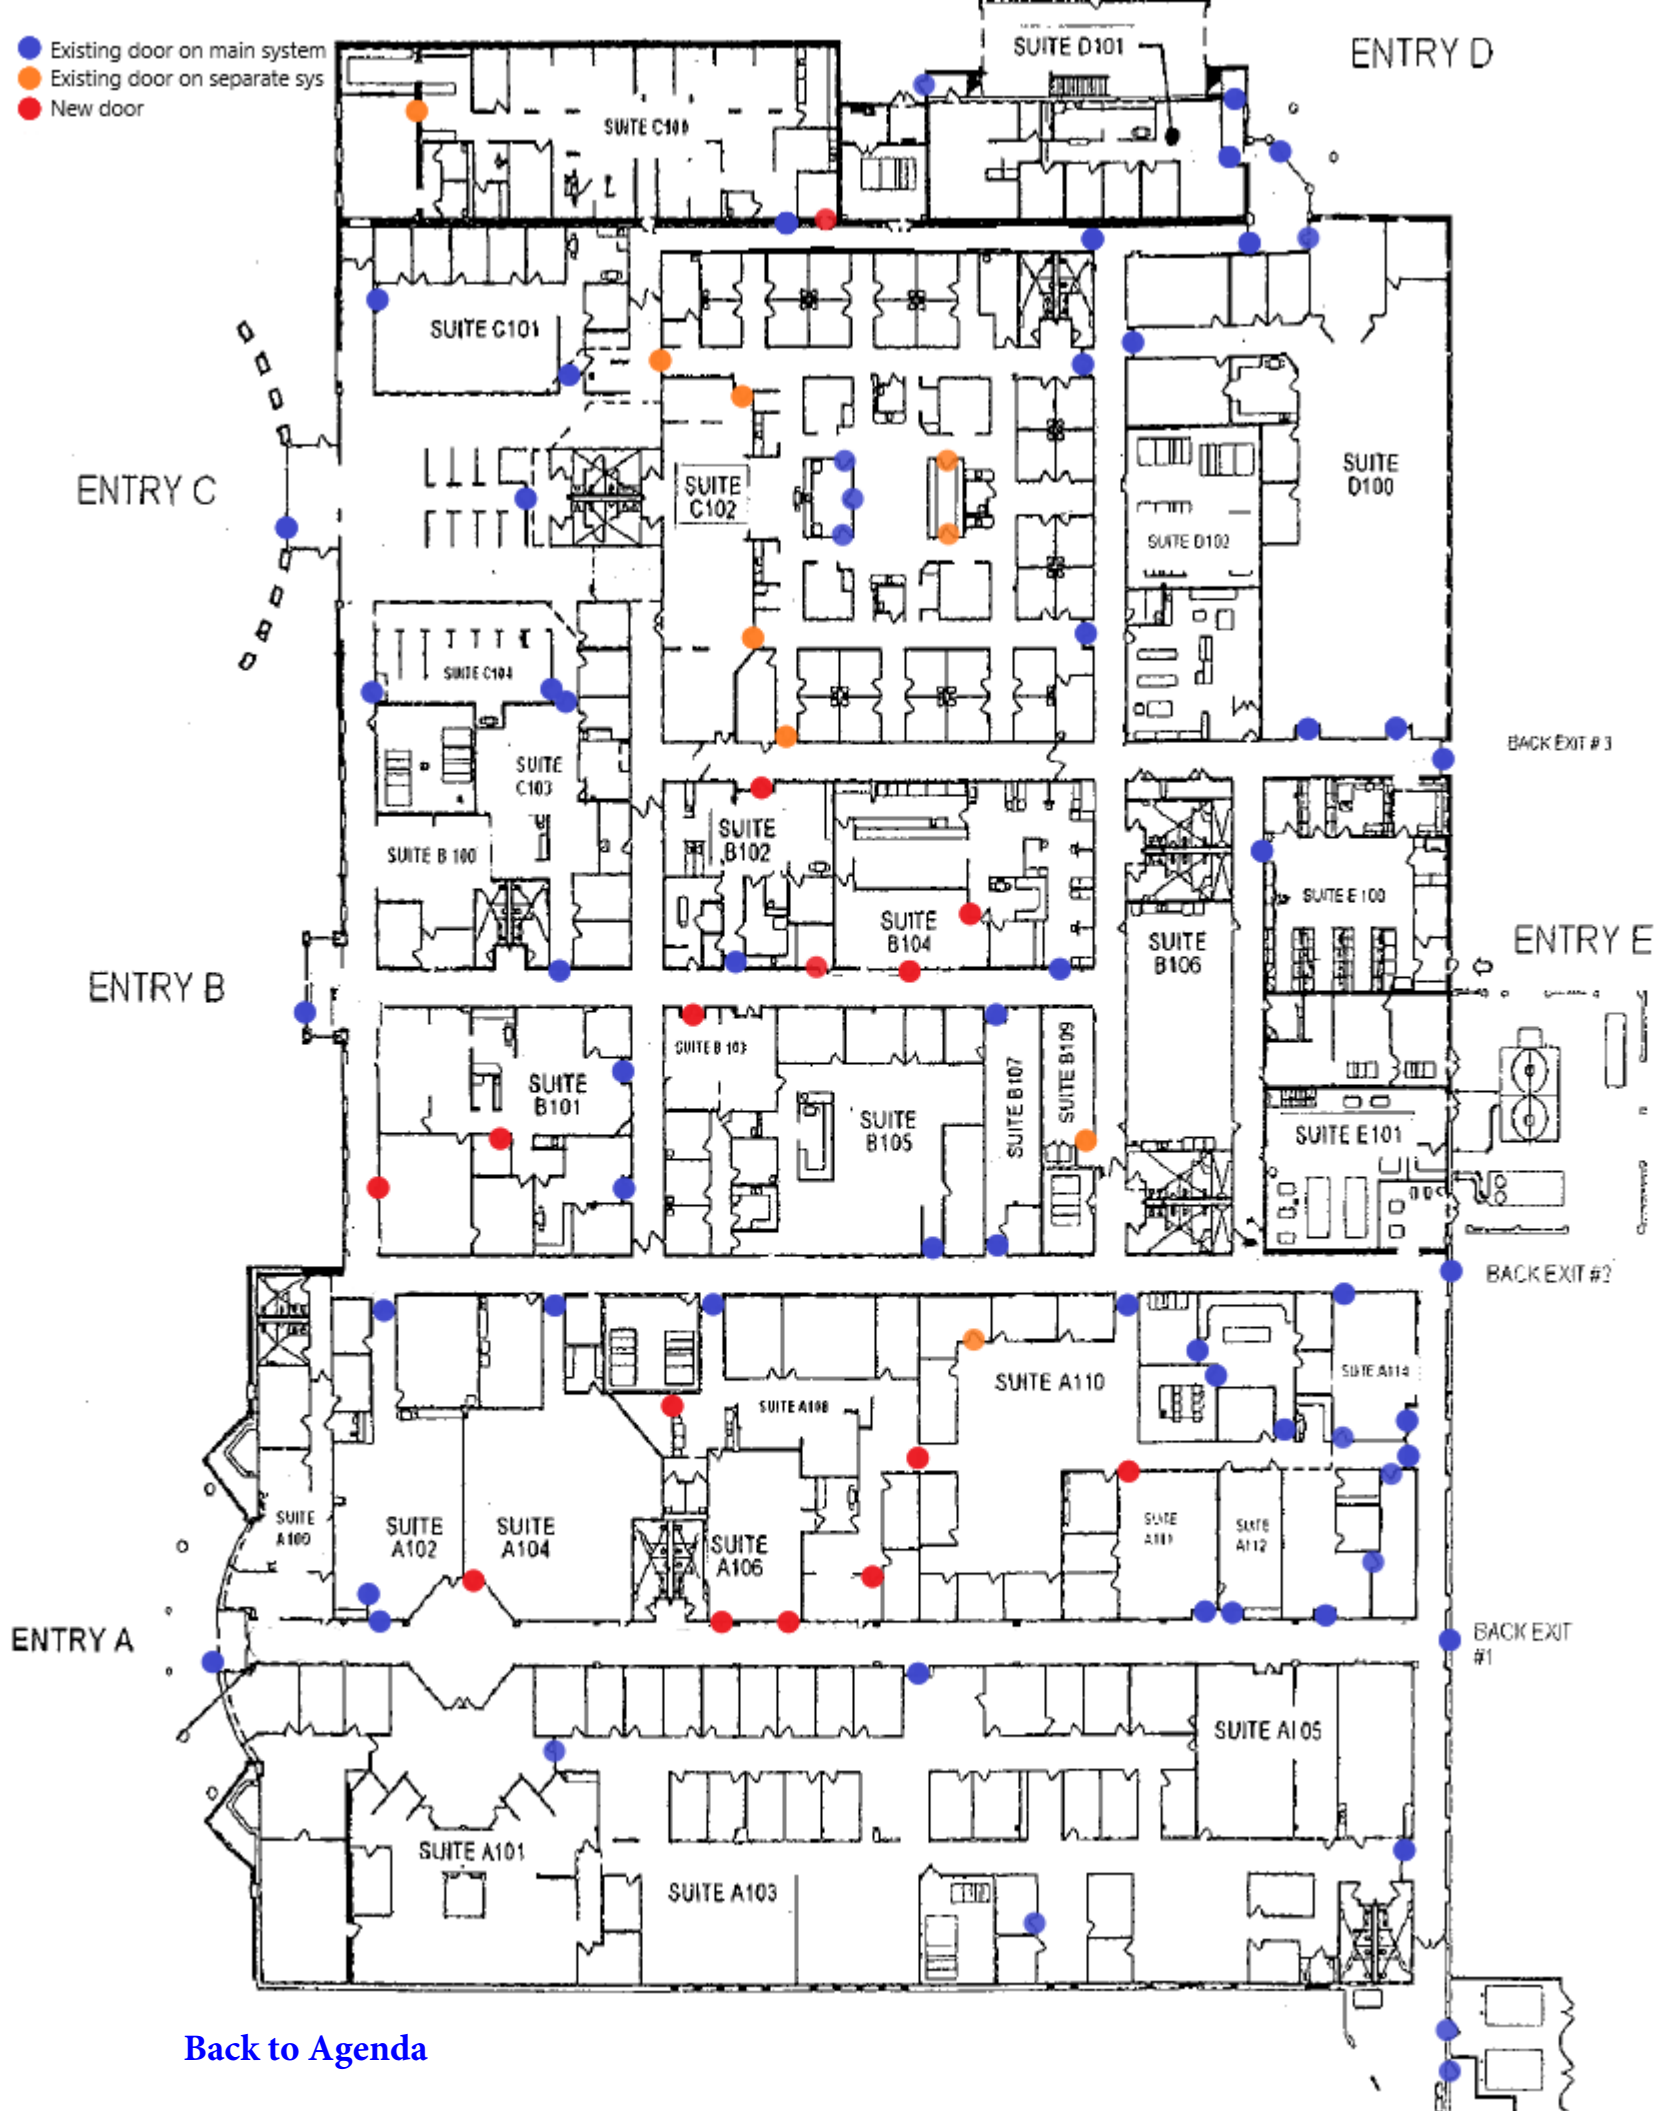 Existing door on main system
Existing door on separate sys
New door
SUITE D101
ENTRY D
SUITE C100
SUITE C101
ENTRY C
SUITE
C102
SUITE
D100
SUITE D102
SUITE C104
BACK EXIT # 3
SUITE
C103
SUITE
B102
SUITE B 100
SUITE E 100
SUITE
B104
SUITE
B106
ENTRY E
ENTRY B
SUITE B 103
SUITE B109
SUITE
B101
SUITE B107
SUITE
B105
SUITE E101
BACK EXIT #2
SUITE A114
SUITE A110
SUITE A108
SUITE
A100
SUITE
A102
SUITE
A104
SUITE
A106
SUITE
SUITE
A112
ENTRY A
BACK EXIT
#1
SUITE A105
SUITE A101
SUITE A103
Back to Agenda